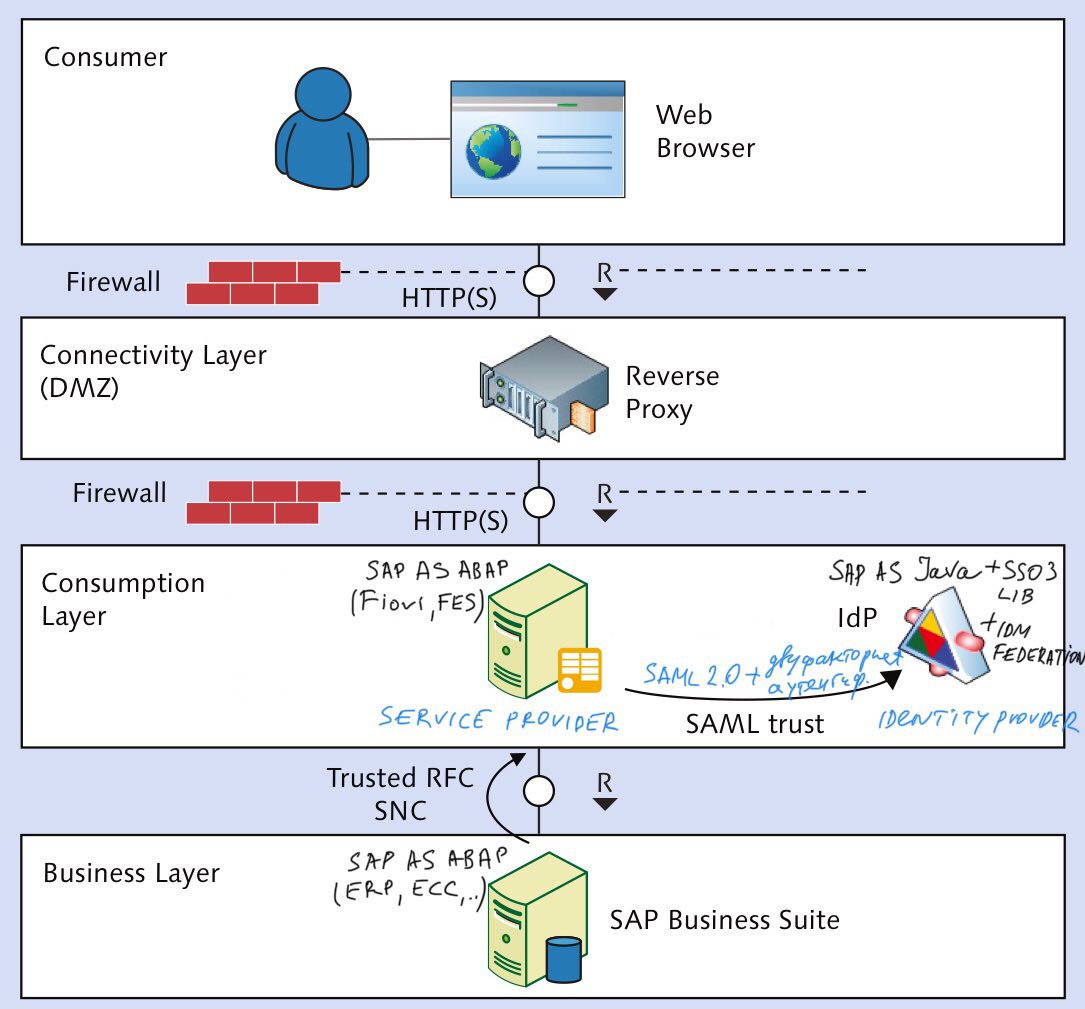 Consumer
Web
Browser
Firewall
HTTP(S)
R
Connectivity Layer
(DMZ)
Reverse
Proxy
Firewall
HTTP(S)
R
Consumption
Layer
SAP AS ABAP
(Fiori, FES)
SERVICE PROVIDER
SAP AS Java + SSO3
LIB
IdP
+ IDM
FEDERATION
SAML 2.0 + двухфакторная
аутентиф.
SAML trust
IDENTITY PROVIDER
Trusted RFC
SNC
R
Business Layer
SAP AS ABAP
(ERP, ECC,..)
SAP Business Suite